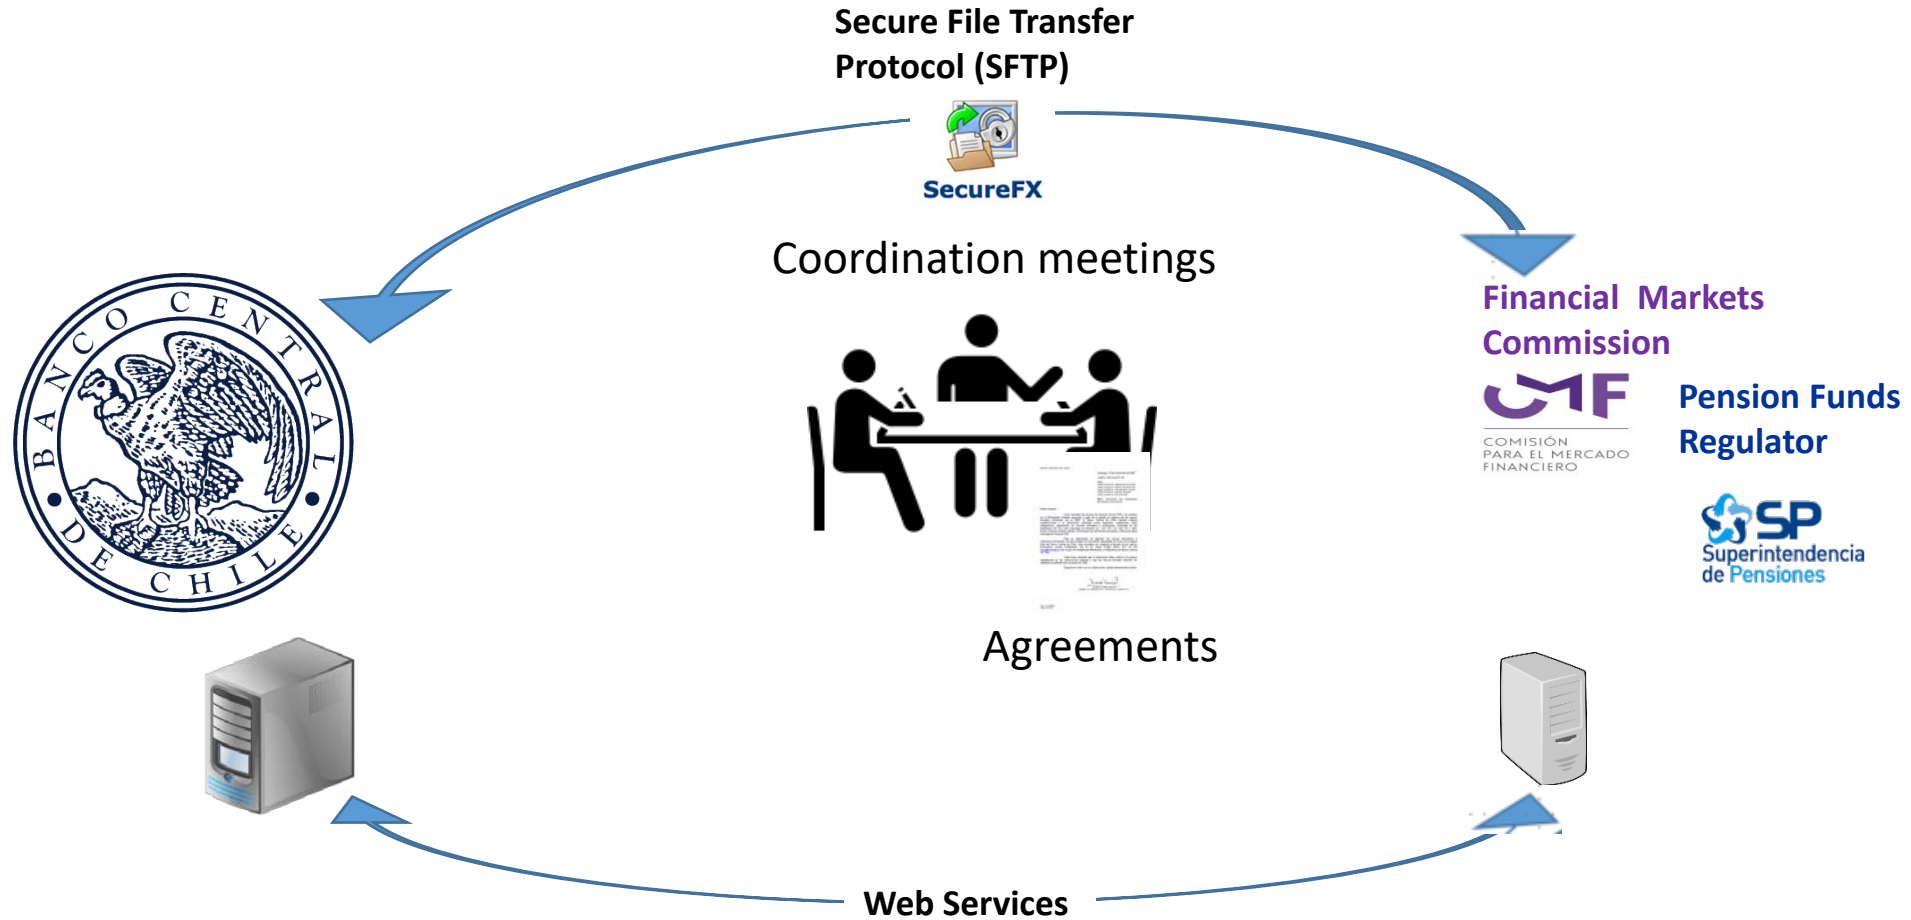 Secure File Transfer
Protocol (SFTP)
SecureFX
Coordination meetings
BANCO CENTRAL
DE CHILE
Financial Markets
Commission
CMF
COMISIÓN
PARA EL MERCADO
FINANCIERO
Pension Funds
Regulator
SP
Superintendencia
de Pensiones
Agreements
Web Services